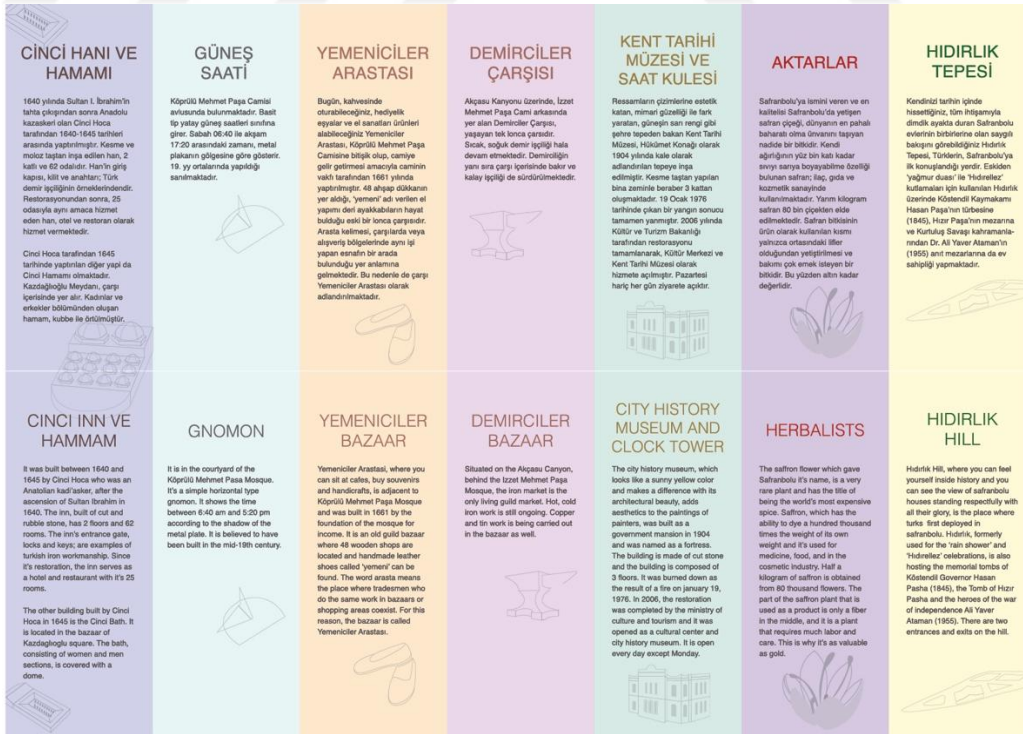 CİNCİ HANI VE
HAMAMI
1640 yılında Sultan I. İbrahim'in
tahta çıkışından sonra Anadolu
kazaskeri olan Cinci Hoca
tarafından 1640-1645 tarihleri
arasında yaptırılmıştır. Kesme ve
moloz taştan inşa edilen han, 2
katlı ve 62 odalıdır. Han'in giriş
kapısı, kilit ve anahtarı; Türk
demir işçiliğinin örneklerindendir.
Restorasyonundan sonra, 25
odasıyla aynı amaca hizmet
eden han, otel ve restoran olarak
hizmet vermektedir.
Cinci Hoca tarafından 1645
tarihinde yaptırılan diğer yapı da
Cinci Hamamı olmaktadır.
Kazdağlıoğlu Meydanı, çarşı
içerisinde yer alır. Kadınlar ve
erkekler bölümünden oluşan
hamam, kubbe ile örtülmüştür.
GÜNEŞ
SAATİ
Köprülü Mehmet Paşa Camisi
avlusunda bulunmaktadır. Basit
tip yatay güneş saatleri sınıfına
girer. Sabah 06:40 ile akşam
17:20 arasındaki zamanı, metal
plakanın gölgesine göre gösterir.
19. yy ortalarında yapıldığı
sanılmaktadır.
YEMENİCİLER
ARASTASI
Bugün, kahvesinde
oturabileceğiniz, hediyelik
eşyalar ve el sanatları ürünleri
alabileceğiniz Yemeniciler
Arastası, Köprülü Mehmet Paşa
Camisine bitişik olup, camiye
gelir getirmesi amacıyla caminin
vakfı tarafından 1661 yılında
yaptırılmıştır. 48 ahşap dükkanın
yer aldığı, 'yemeni' adı verilen el
yapımı deri ayakkabıların hayat
bulduğu eski bir lonca çarşısıdır.
Arasta kelimesi, çarşılarda veya
alışveriş bölgelerinde aynı işi
yapan esnafın bir arada
bulunduğu yer anlamına
gelmektedir. Bu nedenle de çarşı
Yemeniciler Arastası olarak
adlandırılmaktadır.
DEMİRCİLER
ÇARŞISI
Akçasu Kanyonu üzerinde, İzzet
Mehmet Paşa Cami arkasında
yer alan Demirciler Çarşısı,
yaşayan tek lonca çarşıdır.
Sıcak, soğuk demir işçiliği hala
devam etmektedir. Demirciliğin
yanı sıra çarşı içerisinde bakır ve
kalay işçiliği de sürdürülmektedir.
KENT TARİHİ
MÜZESİ VE
SAAT KULESİ
Ressamların çizimlerine estetik
katan, mimari güzelliği ile fark
yaratan, güneşin sarı rengi gibi
şehre tepeden bakan Kent Tarihi
Müzesi, Hükümet Konağı olarak
1904 yılında kale olarak
adlandırılan tepeye inşa
edilmiştir. Kesme taştan yapılan
bina zeminle beraber 3 kattan
oluşmaktadır. 19 Ocak 1976
tarihinde çıkan bir yangın sonucu
tamamen yanmıştır. 2006 yılında
Kültür ve Turizm Bakanlığı
tarafından restorasyonu
tamamlanarak, Kültür Merkezi ve
Kent Tarihi Müzesi olarak
hizmete açılmıştır. Pazartesi
hariç her gün ziyarete açıktır.
AKTARLAR
Safranbolu'ya ismini veren ve en
kalitelisi Safranbolu'da yetişen
safran çiçeği, dünyanın en pahalı
baharatı olma ünvanını taşıyan
nadide bir bitkidir. Kendi
ağırlığının yüz bin katı kadar
sıvıyı sarıya boyayabilme özelliği
bulunan safran; ilaç, gıda ve
kozmetik sanayinde
kullanılmaktadır. Yarım kilogram
safran 80 bin çiçekten elde
edilmektedir. Safran bitkisinin
ürün olarak kullanılan kısmı
yalnızca ortasındaki lifler
olduğundan yetiştirilmesi ve
bakımı çok emek isteyen bir
bitkidir. Bu yüzden altın kadar
değerlidir.
HIDIRLIK
TEPESİ
Kendinizi tarihin içinde
hissettiğiniz, tüm ihtişamıyla
dimdik ayakta duran Safranbolu
evlerinin birbirlerine olan saygılı
bakışını görebildiğiniz Hıdırlık
Tepesi, Türklerin, Safranbolu'ya
ilk konuşlandığı yerdir. Eskiden
'yağmur duası' ile 'Hıdırellez'
kutlamaları için kullanılan Hıdırlık
üzerinde Köstendil Kaymakamı
Hasan Paşa'nın türbesine
(1845), Hızır Paşa'nın mezarına
ve Kurtuluş Savaşı kahramanla-
rından Dr. Ali Yaver Ataman'ın
(1955) anıt mezarlarına da ev
sahipliği yapmaktadır.
CINCI INN VE
HAMMAM
It was built between 1640 and
1645 by Cinci Hoca who was an
Anatolian kadi'asker, after the
ascension of Sultan Ibrahim in
1640. The inn, built of cut and
rubble stone, has 2 floors and 62
rooms. The inn's entrance gate,
locks and keys; are examples of
turkish iron workmanship. Since
it's restoration, the inn serves as
a hotel and restaurant with it's 25
rooms.
The other building built by Cinci
Hoca in 1645 is the Cinci Bath. It
is located in the bazaar of
Kazdaglıoglu square. The bath,
consisting of women and men
sections, is covered with a
dome.
GNOMON
It is in the courtyard of the
Köprülü Mehmet Pasa Mosque.
It's a simple horizontal type
gnomon. It shows the time
between 6:40 am and 5:20 pm
according to the shadow of the
metal plate. It is believed to have
been built in the mid-19th century.
YEMENICILER
BAZAAR
Yemeniciler Arastasi, where you
can sit at cafes, buy souvenirs
and handicrafts, is adjacent to
Köprülü Mehmet Paşa Mosque
and was built in 1661 by the
foundation of the mosque for
income. It is an old guild bazaar
where 48 wooden shops are
located and handmade leather
shoes called 'yemeni' can be
found. The word arasta means
the place where tradesmen who
do the same work in bazaars or
shopping areas coexist. For this
reason, the bazaar is called
Yemeniciler Arastası.
DEMIRCILER
BAZAAR
Situated on the Akçasu Canyon,
behind the Izzet Mehmet Paşa
Mosque, the iron market is the
only living guild market. Hot, cold
iron work is still ongoing. Copper
and tin work is being carried out
in the bazaar as well.
CITY HISTORY
MUSEUM AND
CLOCK TOWER
The city history museum, which
looks like a sunny yellow color
and makes a difference with its
architectural beauty, adds
aesthetics to the paintings of
painters, was built as a
government mansion in 1904
and was named as a fortress.
The building is made of cut stone
and the building is composed of
3 floors. It was burned down as
the result of a fire on january 19,
1976. In 2006, the restoration
was completed by the ministry of
culture and tourism and it was
opened as a cultural center and
city history museum. It is open
every day except Monday.
HERBALISTS
The saffron flower which gave
Safranbolu it's name, is a very
rare plant and has the title of
being the world's most expensive
spice. Saffron, which has the
ability to dye a hundred thousand
times the weight of its own
weight and it's used for
medicine, food, and in the
cosmetic industry. Half a
kilogram of saffron is obtained
from 80 thousand flowers. The
part of the saffron plant that is
used as a product is only a fiber
in the middle, and it is a plant
that requires much labor and
care. This is why it's as valuable
as gold.
HIDIRLIK
HILL
Hıdırlık Hill, where you can feel
yourself inside history and you
can see the view of safranbolu
houses standing respectfully with
all their glory, is the place where
turks first deployed in
safranbolu. Hıdırlık, formerly
used for the 'rain shower' and
'Hıdırellez' celebrations, is also
hosting the memorial tombs of
Köstendil Governor Hasan
Pasha (1845), the Tomb of Hızır
Pasha and the heroes of the war
of independence Ali Yaver
Ataman (1955). There are two
entrances and exits on the hill.